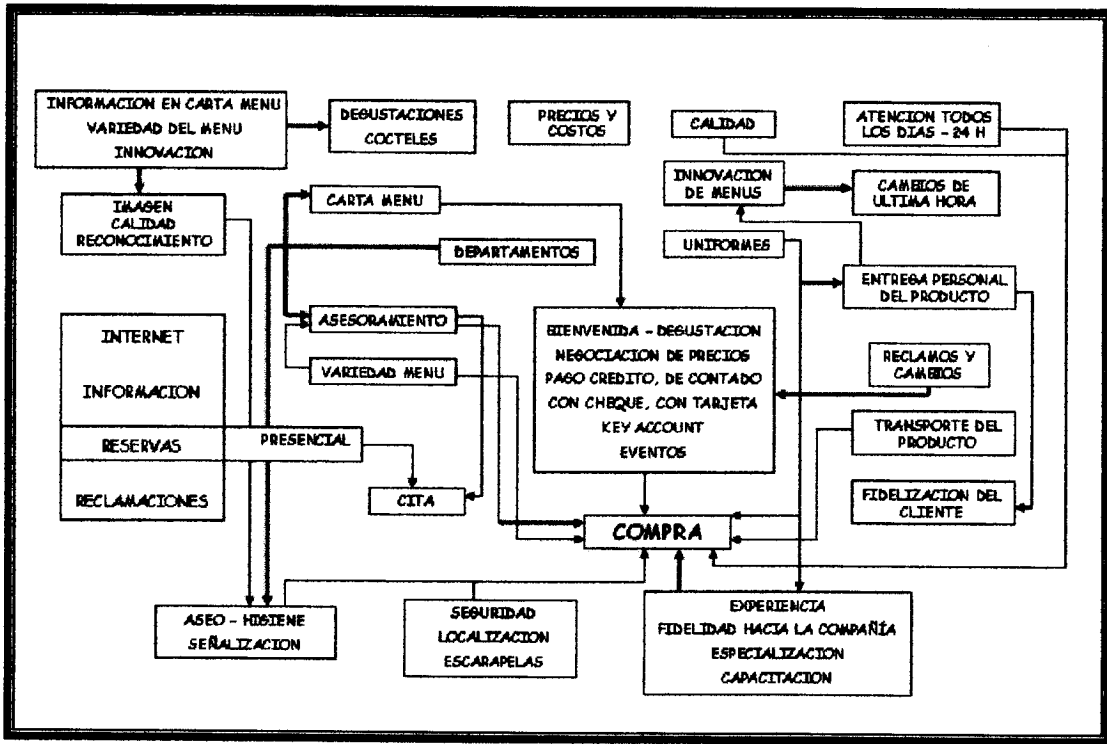 INFORMACION EN CARTA MENU
VARIEDAD DEL MENU
INNOVACION
DEGUSTACIONES
COCTELES
PRECIOS Y
COSTOS
CALIDAD
ATENCION TODOS
LOS DIAS - 24 H
IMAGEN
CALIDAD
RECONOCIMIENTO
CARTA MENU
INNOVACION
DE MENUS
CAMBIOS DE
ULTIMA HORA
DEPARTAMENTOS
UNIFORMES
ENTREGA PERSONAL
DEL PRODUCTO
INTERNET
INFORMACION
RESERVAS
RECLAMACIONES
PRESENCIAL
ASESORAMIENTO
VARIEDAD MENU
CITA
BIENVENIDA - DEGUSTACION
NEGOCIACION DE PRECIOS
PAGO CREDITO, DE CONTADO
CON CHEQUE, CON TARJETA
KEY ACCOUNT
EVENTOS
RECLAMOS Y
CAMBIOS
TRANSPORTE DEL
PRODUCTO
FIDELIZACION DEL
CLIENTE
COMPRA
ASEO - HIGIENE
SEÑALIZACION
SEGURIDAD
LOCALIZACION
ESCARAPELAS
EXPERIENCIA
FIDELIDAD HACIA LA COMPAÑÍA
ESPECIALIZACION
CAPACITACION